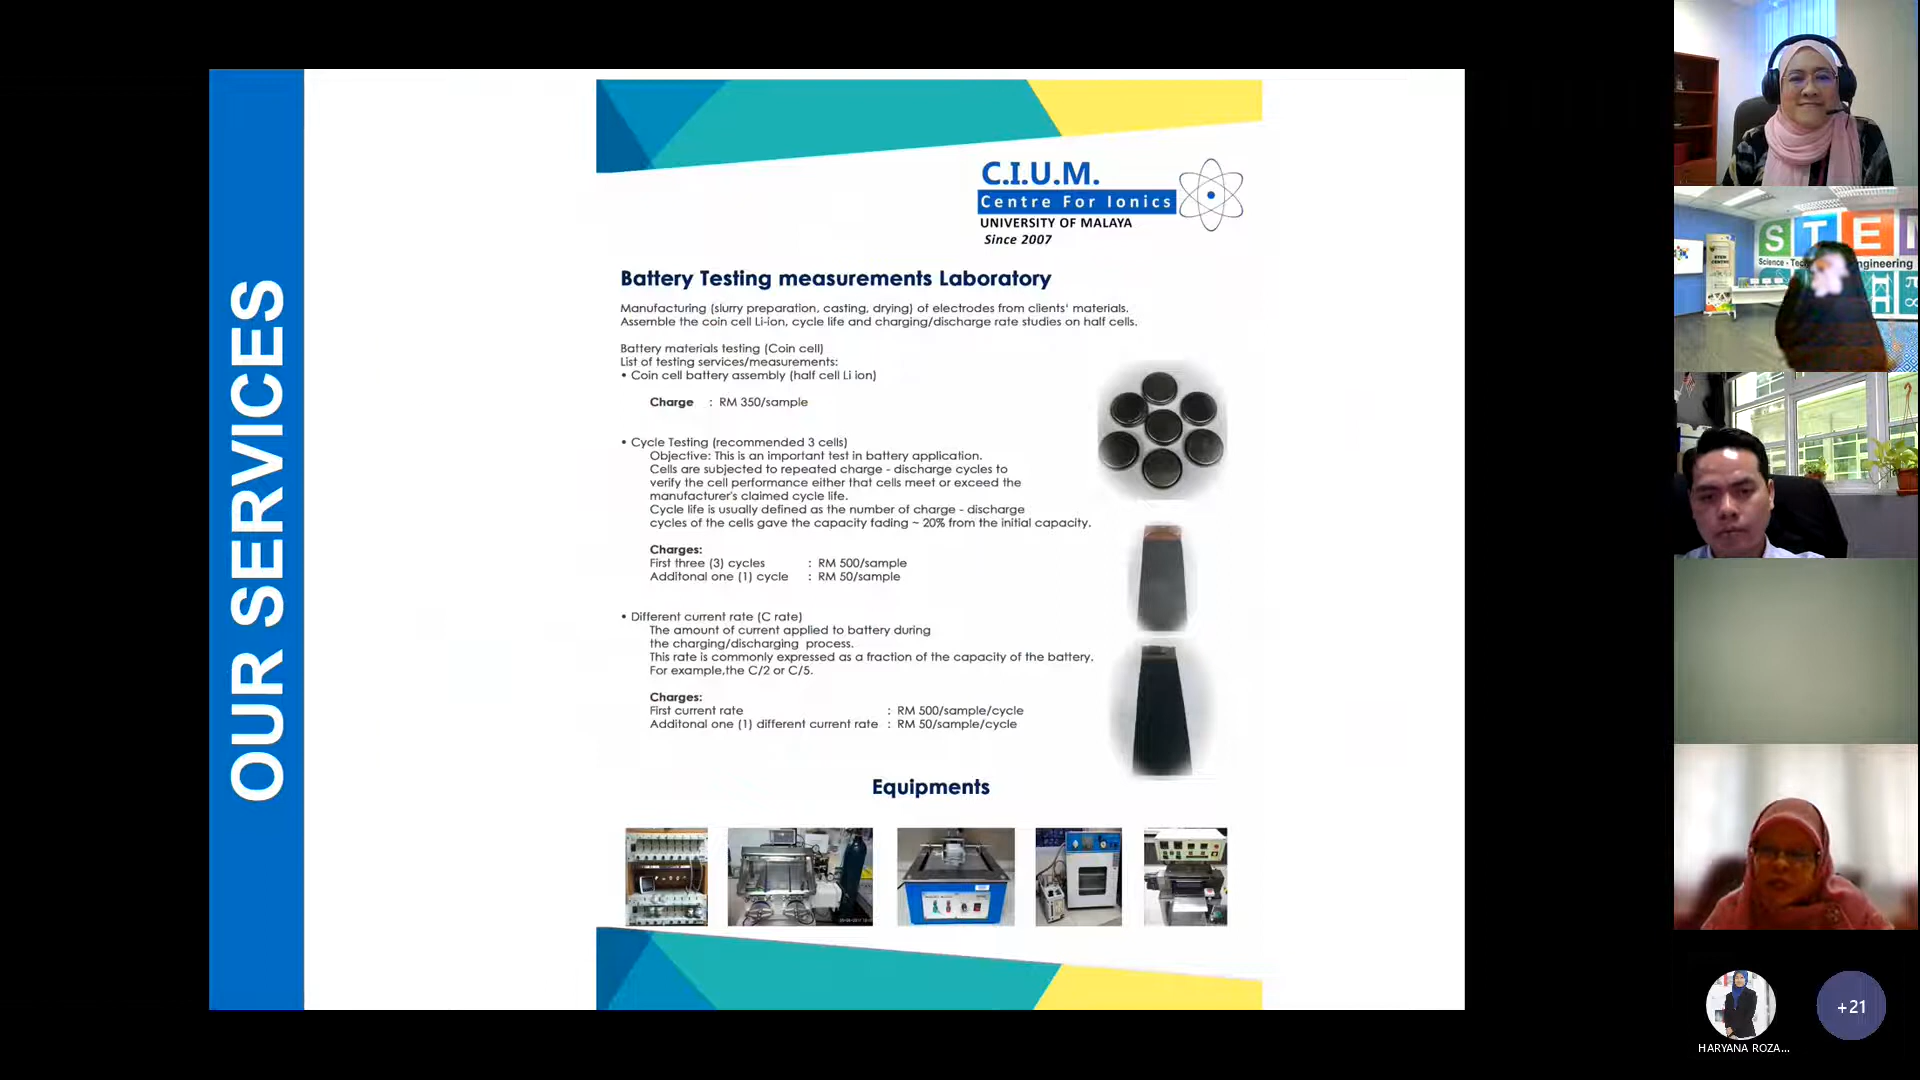 OUR SERVICES
C.I.U.M.
Centre For Ionics
UNIVERSITY OF MALAYA
Since 2007
Battery Testing measurements Laboratory
Manufacturing (slurry preparation, casting, drying) of electrodes from clients' materials.
Assemble the coin cell Li-ion, cycle life and charging/discharge rate studies on half cells.
Battery materials testing (Coin cell)
List of testing services/measurements:
• Coin cell battery assembly (half cell Li ion)
Charge : RM 350/sample
• Cycle Testing (recommended 3 cells)
Objective: This is an important test in battery application.
Cells are subjected to repeated charge - discharge cycles to
verify the cell performance either that cells meet or exceed the
manufacturer's claimed cycle life.
Cycle life is usually defined as the number of charge - discharge
cycles of the cells gave the capacity fading ~ 20% from the initial capacity.
Charges:
First three (3) cycles : RM 500/sample
Additonal one (1) cycle : RM 50/sample
• Different current rate (C rate)
The amount of current applied to battery during
the charging/discharging process.
This rate is commonly expressed as a fraction of the capacity of the battery.
For example,the C/2 or C/5.
Charges:
First current rate : RM 500/sample/cycle
Additonal one (1) different current rate : RM 50/sample/cycle
Equipments
STEM
Science - ngineering
HARYANA ROZA...
+21